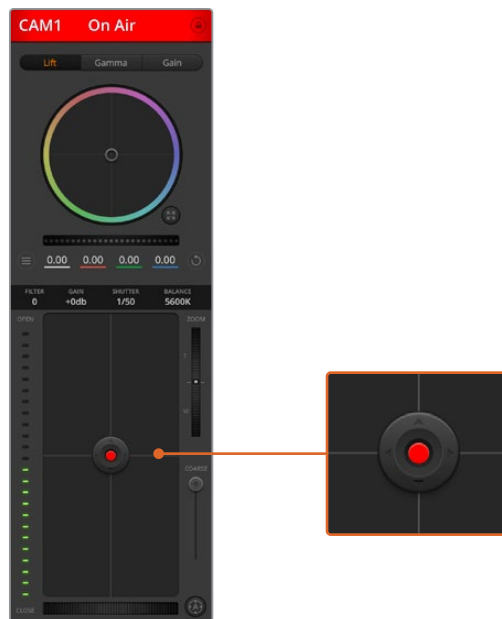 CAM1 On Air
Lift Gamma Gain
0.00 0.00 0.00 0.00
FILTER GAIN SHUTTER BALANCE
0 +0db 1/50 5600K
OPEN ZOOM
T
W
COARSE
CLOSE
A